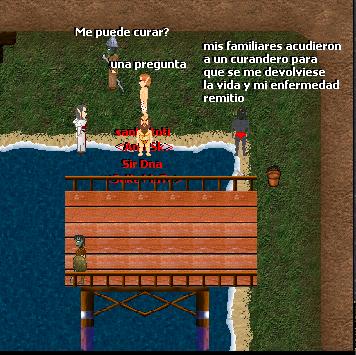 Me puede curar?
mis familiares acudieron
a un curandero para
que se me devolviese
la vida y mi enfermedad
remitio
una pregunta
Sir Dna